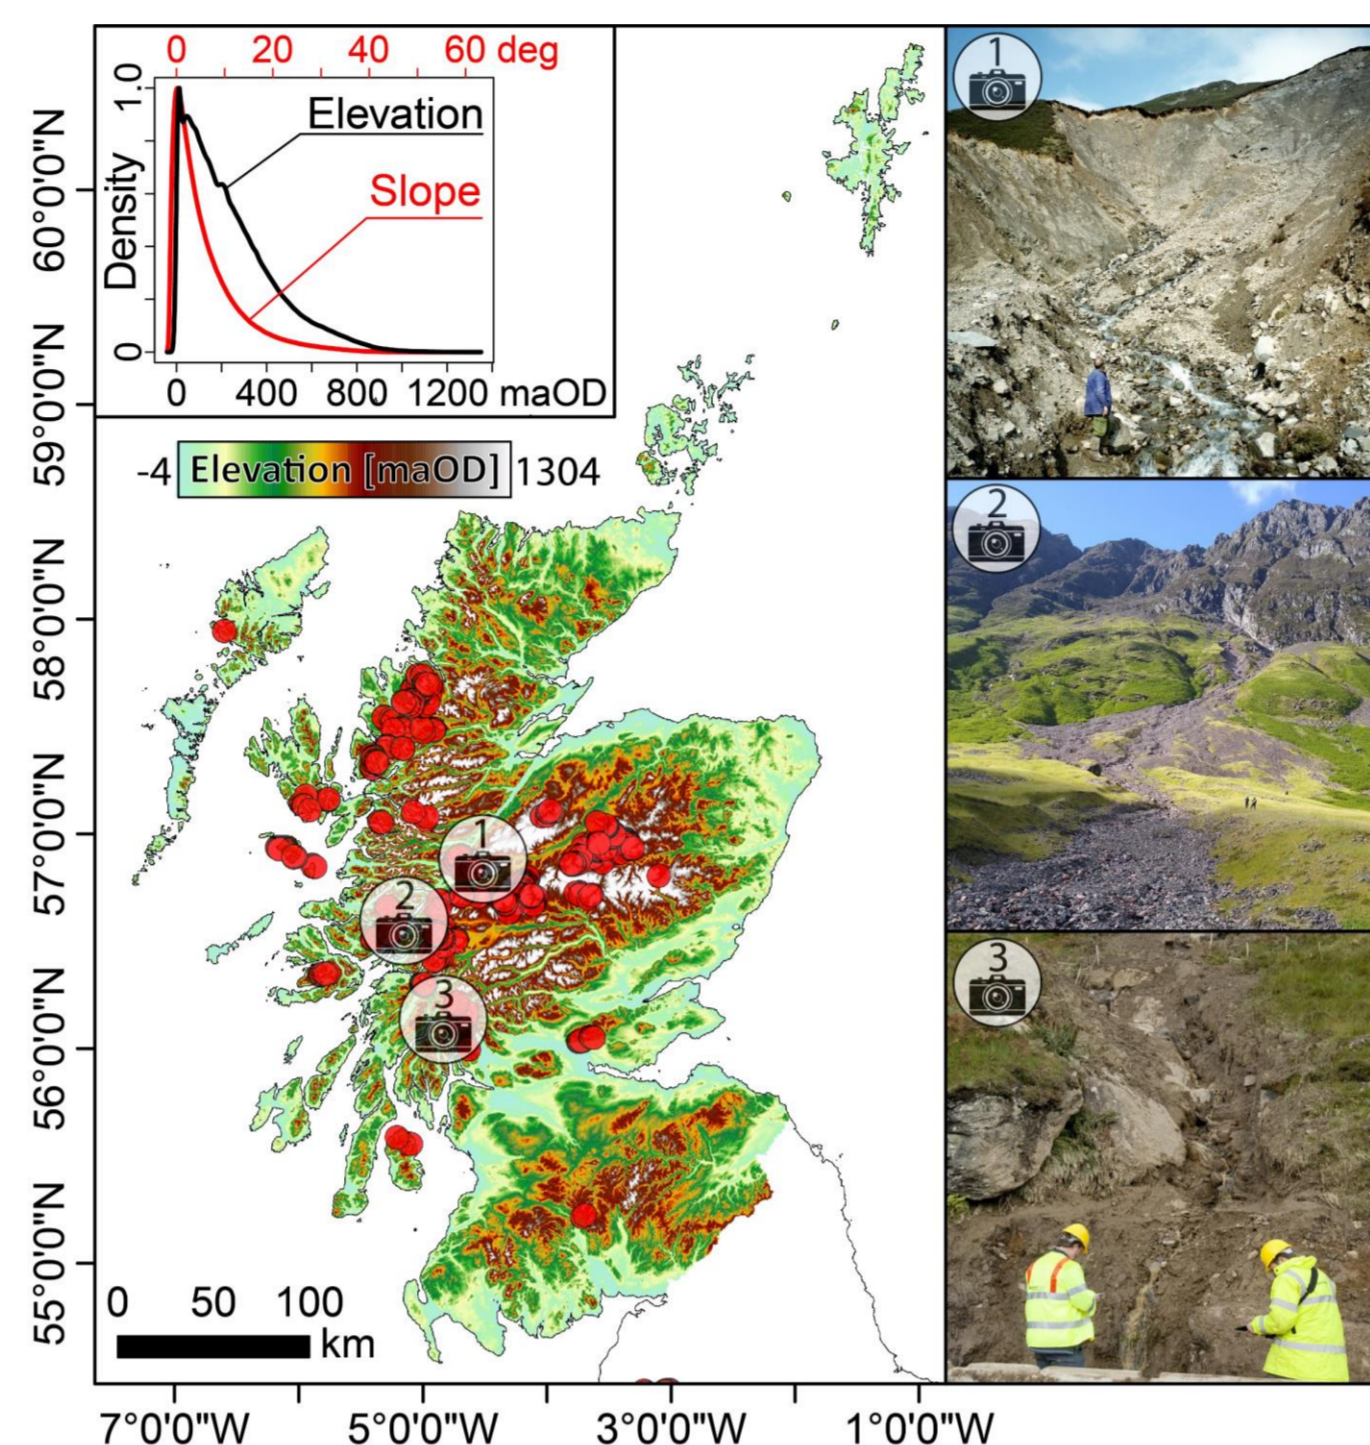 0 20 40 60 deg
1.0
Elevation
Slope
Density
0
0 400 800 1200 maOD
-4 Elevation [maOD] 1304
60°0'0"N
59°0'0"N
58°0'0"N
57°0'0"N
56°0'0"N
55°0'0"N
1
2
3
0 50 100
km
7°0'0"W 5°0'0"W 3°0'0"W 1°0'0"W
1
2
3